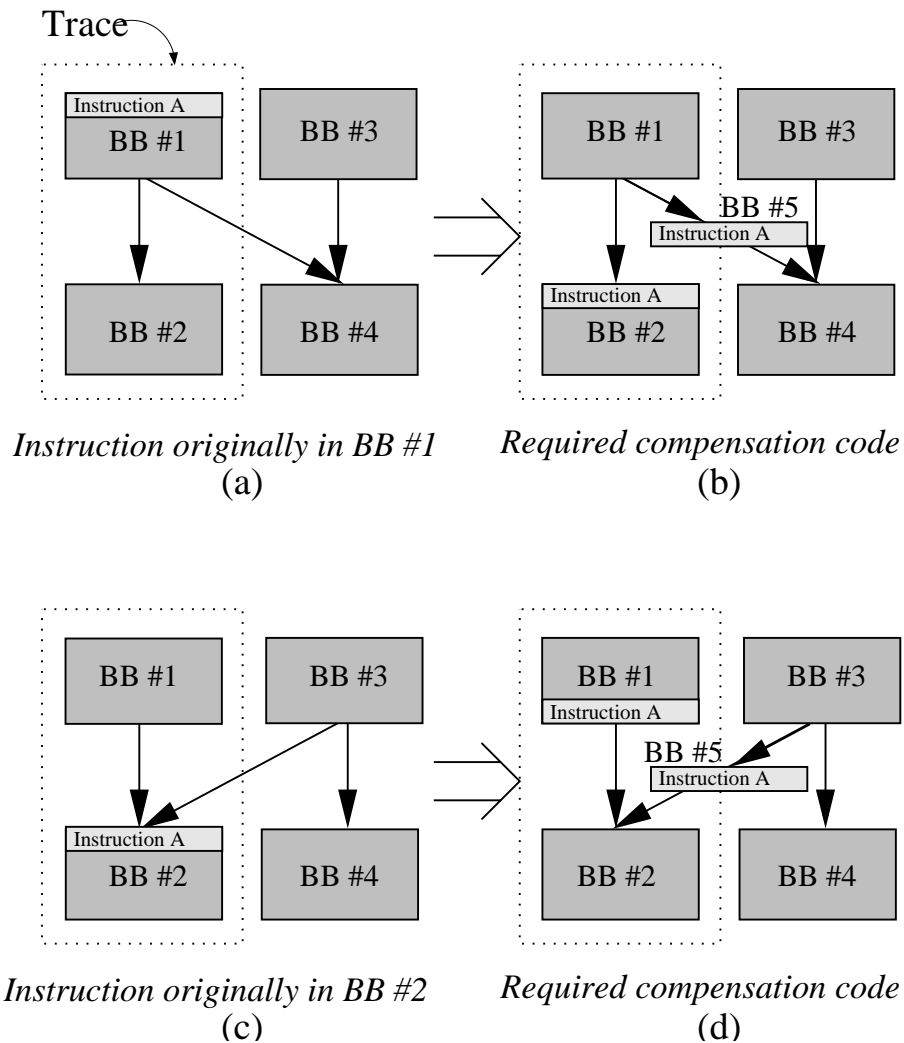 Trace
Instruction A
BB #1
BB #3
BB #2
BB #4
Instruction originally in BB #1
(a)
BB #1
BB #3
BB #5
Instruction A
Instruction A
BB #2
BB #4
Required compensation code
(b)
BB #1
BB #3
Instruction A
BB #2
BB #4
Instruction originally in BB #2
(c)
BB #1
Instruction A
BB #3
BB #5
Instruction A
BB #2
BB #4
Required compensation code
(d)